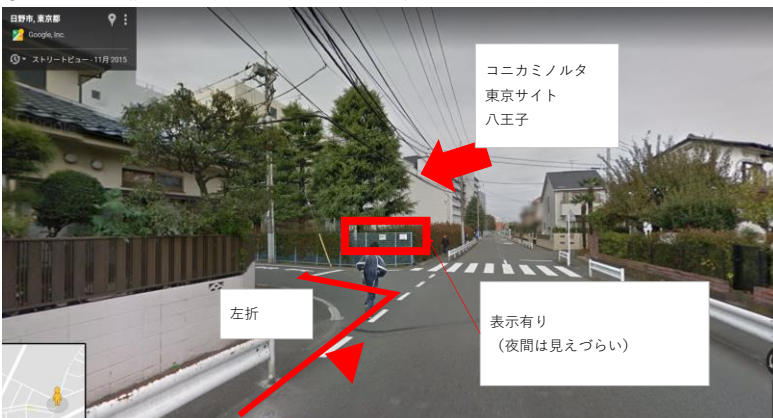 日野市, 東京都
Google, Inc.
ストリートビュー - 11月 2015
コニカミノルタ
東京サイト
八王子
左折
表示有り
（夜間は見えづらい）